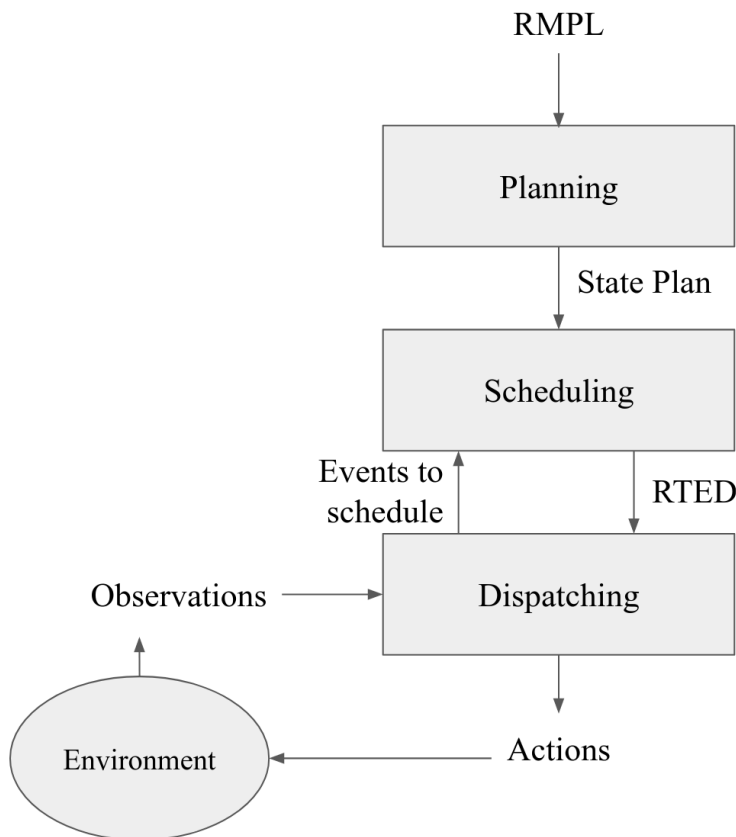 RMPL
Planning
State Plan
Scheduling
Events to
schedule
RTED
Observations
Dispatching
Environment
Actions